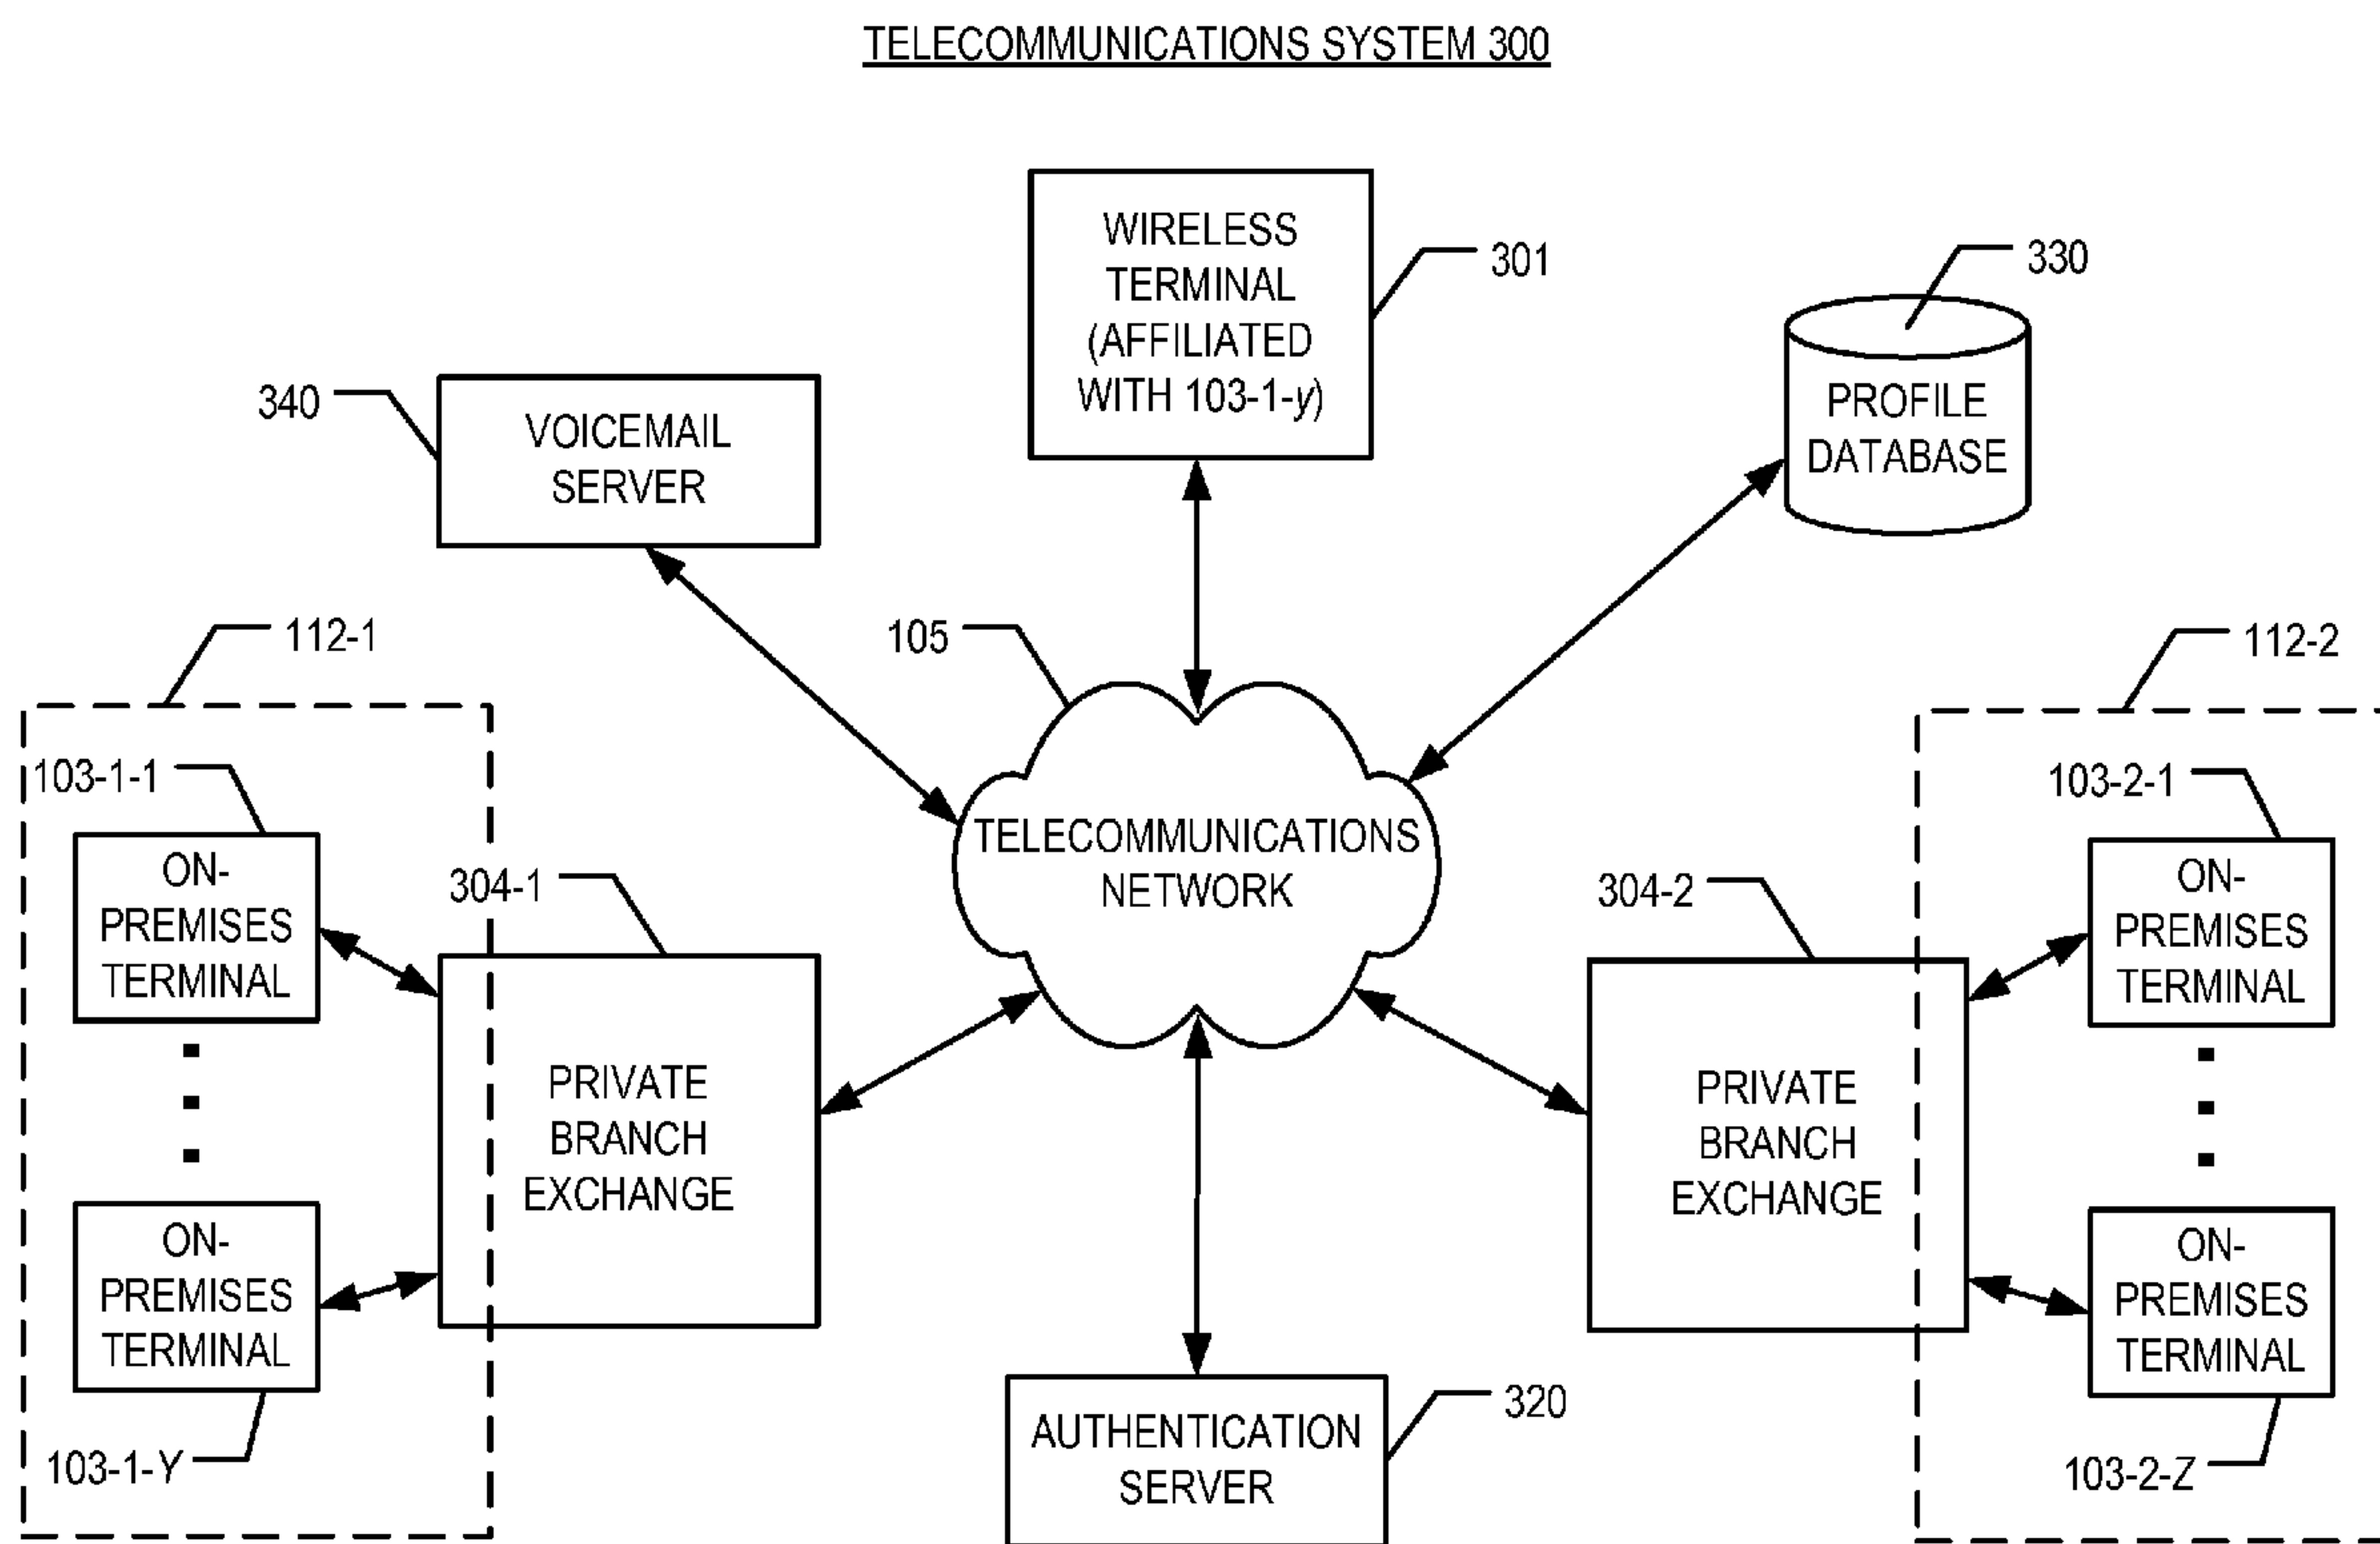 TELECOMMUNICATIONS SYSTEM 300
WIRELESS
TERMINAL
(AFFILIATED
WITH 103-1-y)
301
330
PROFILE
DATABASE
340
VOICEMAIL
SERVER
112-1
105
112-2
103-1-1
ON-
PREMISES
TERMINAL
304-1
TELECOMMUNICATIONS
NETWORK
304-2
103-2-1
ON-
PREMISES
TERMINAL
PRIVATE
BRANCH
EXCHANGE
PRIVATE
BRANCH
EXCHANGE
ON-
PREMISES
TERMINAL
103-1-Y
AUTHENTICATION
SERVER
320
ON-
PREMISES
TERMINAL
103-2-Z